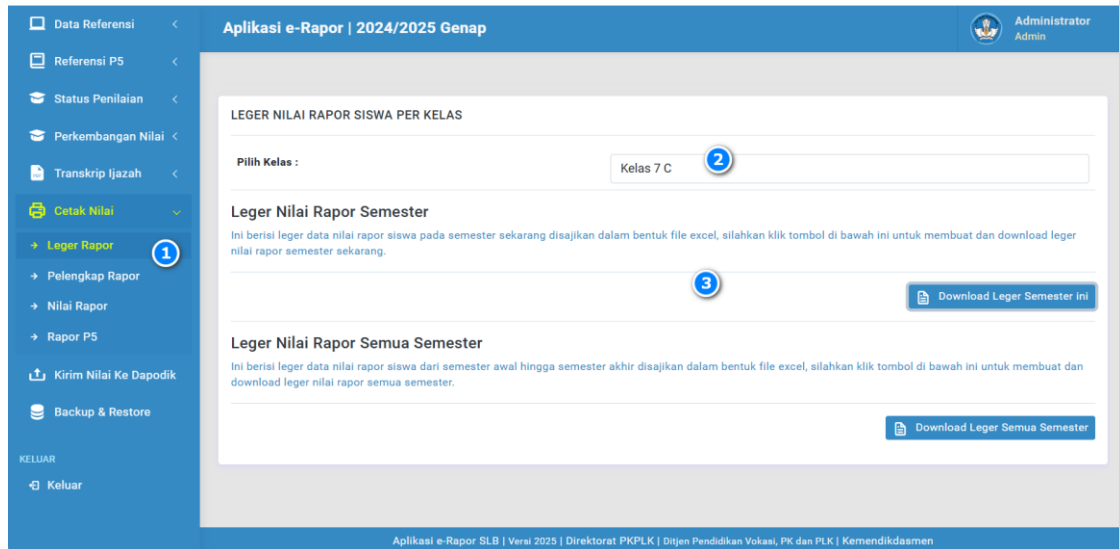 Data Referensi
Referensi P5
Status Penilaian
Perkembangan Nilai
Transkrip Ijazah
Cetak Nilai
Leger Rapor
1
Pelengkap Rapor
Nilai Rapor
Rapor P5
Kirim Nilai Ke Dapodik
Backup & Restore
KELUAR
Keluar
Aplikasi e-Rapor | 2024/2025 Genap
Administrator
Admin
LEGER NILAI RAPOR SISWA PER KELAS
Pilih Kelas :
Kelas 7 C
2
Leger Nilai Rapor Semester
Ini berisi leger data nilai rapor siswa pada semester sekarang disajikan dalam bentuk file excel, silahkan klik tombol di bawah ini untuk membuat dan download leger
nilai rapor semester sekarang.
3
Download Leger Semester ini
Leger Nilai Rapor Semua Semester
Ini berisi leger data nilai rapor siswa dari semester awal hingga semester akhir disajikan dalam bentuk file excel, silahkan klik tombol di bawah ini untuk membuat dan
download leger nilai rapor semua semester.
Download Leger Semua Semester
Aplikasi e-Rapor SLB | Versi 2025 | Direktorat PKPLK | Ditjen Pendidikan Vokasi, PK dan PLK | Kemendikdasmen